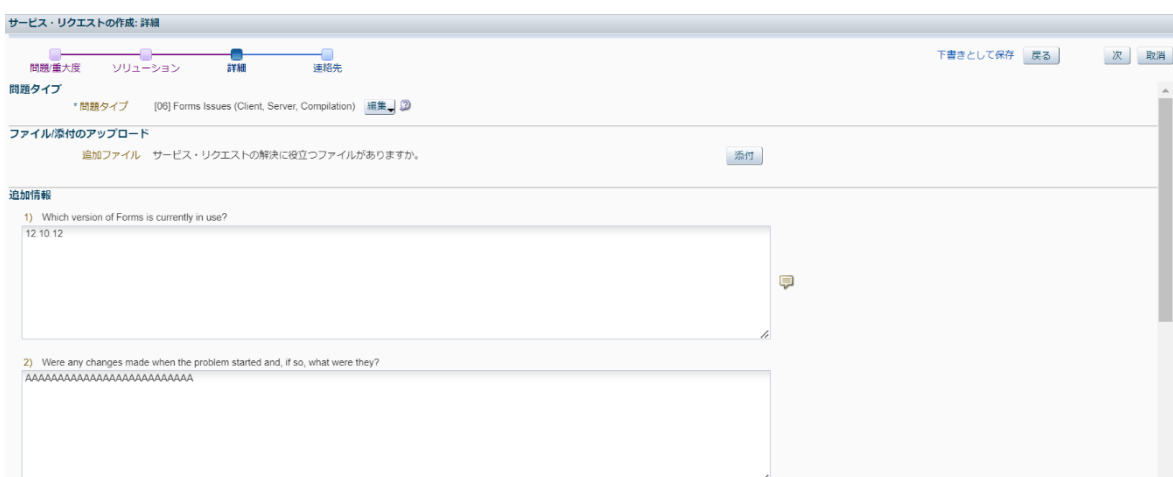 サービス・リクエストの作成: 詳細
問題/重大度 ソリューション 詳細 連絡先
下書きとして保存 戻る 次 取消
問題タイプ
* 問題タイプ [06] Forms Issues (Client, Server, Compilation) 編集
ファイル/添付のアップロード
追加ファイル サービス・リクエストの解決に役立つファイルがありますか。 添付
追加情報
1) Which version of Forms is currently in use?
12.10.12
2) Were any changes made when the problem started and, if so, what were they?
AAAAAAAAAAAAAAAAAAAAAAAAAA